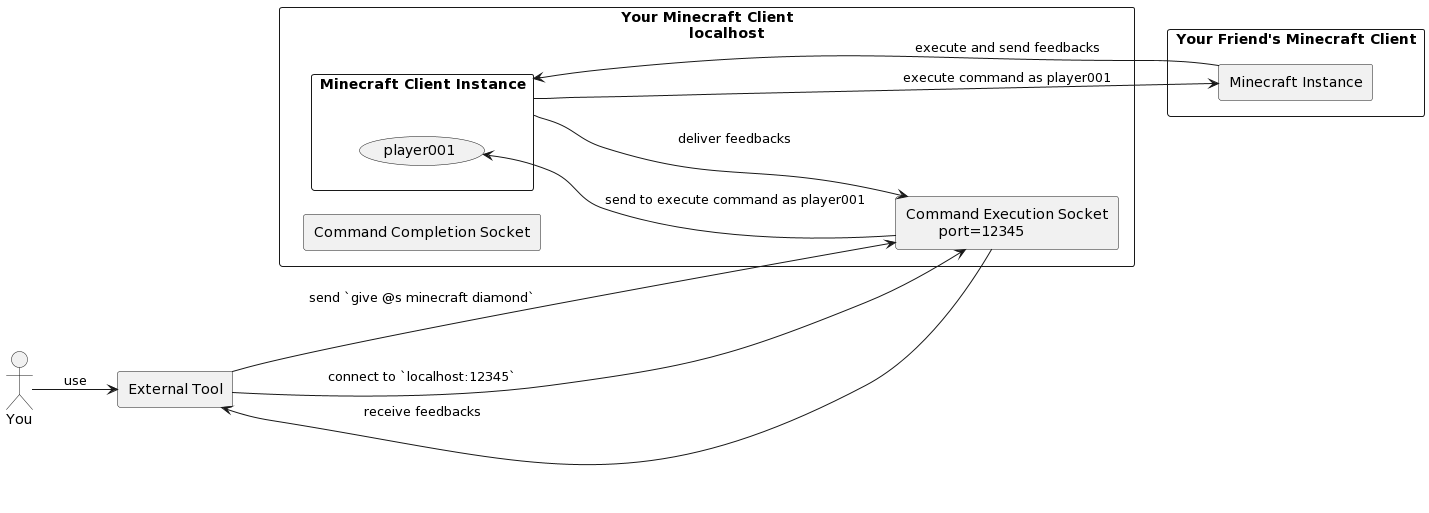 Your Minecraft Client
localhost
Your Friend's Minecraft Client
execute and send feedbacks
Minecraft Client Instance
execute command as player001
Minecraft Instance
deliver feedbacks
player001
send to execute command as player001
Command Execution Socket
port=12345
Command Completion Socket
send `give @s minecraft diamond`
connect to `localhost:12345`
use
External Tool
receive feedbacks
You